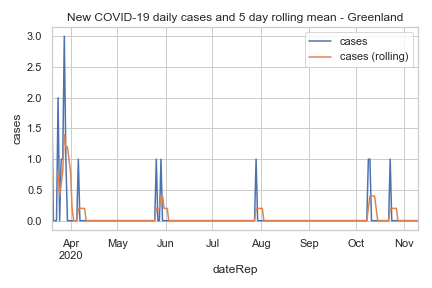 New COVID-19 daily cases and 5 day rolling mean - Greenland
cases
cases (rolling)
3.0
2.5
2.0
1.5
1.0
0.5
0.0
cases
Apr May Jun Jul Aug Sep Oct Nov
2020
dateRep